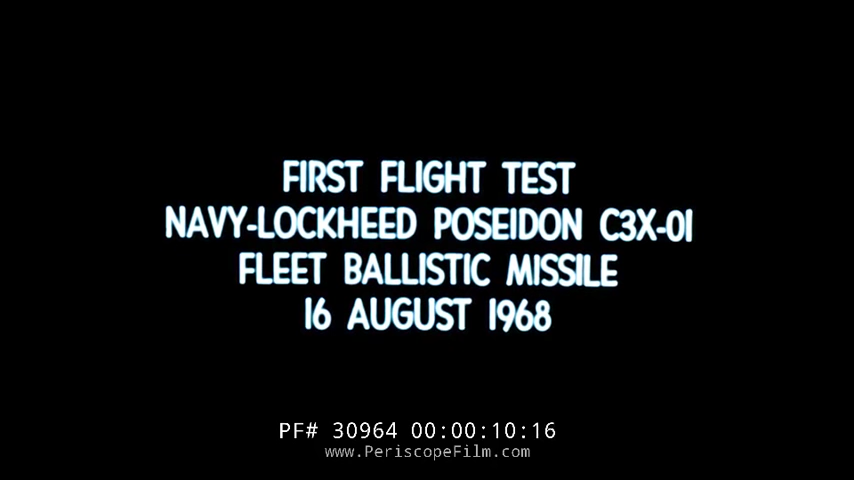 FIRST FLIGHT TEST
NAVY-LOCKHEED POSEIDON C3X-01
FLEET BALLISTIC MISSILE
16 AUGUST 1968
PF# 30964 00:00:10:16
www.PeriscopeFilm.com